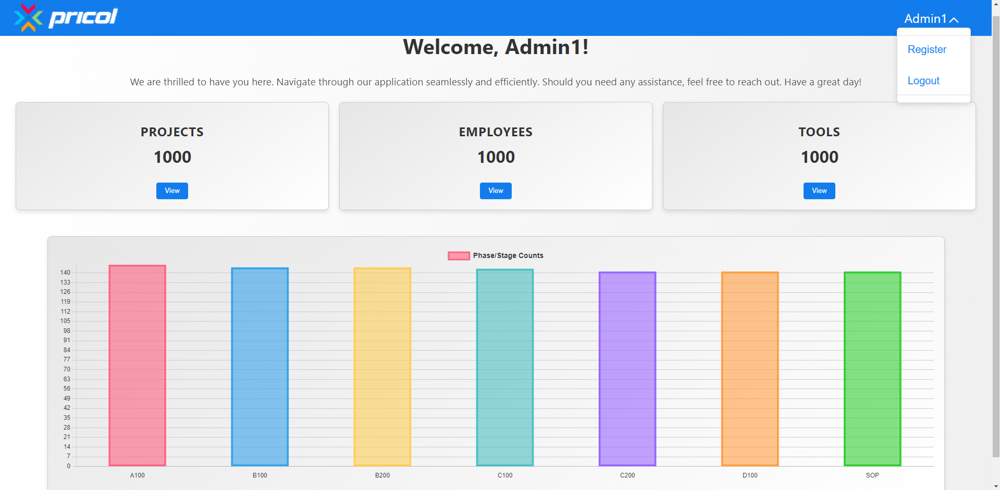 pricol
Admin1
Register
Logout
Welcome, Admin1!
We are thrilled to have you here. Navigate through our application seamlessly and efficiently. Should you need any assistance, feel free to reach out. Have a great day!
PROJECTS
1000
View
EMPLOYEES
1000
View
TOOLS
1000
View
Phase/Stage Counts
140
133
126
119
112
105
98
91
84
77
70
63
56
49
42
35
28
21
14
7
0
A100 B100 B200 C100 C200 D100 SOP